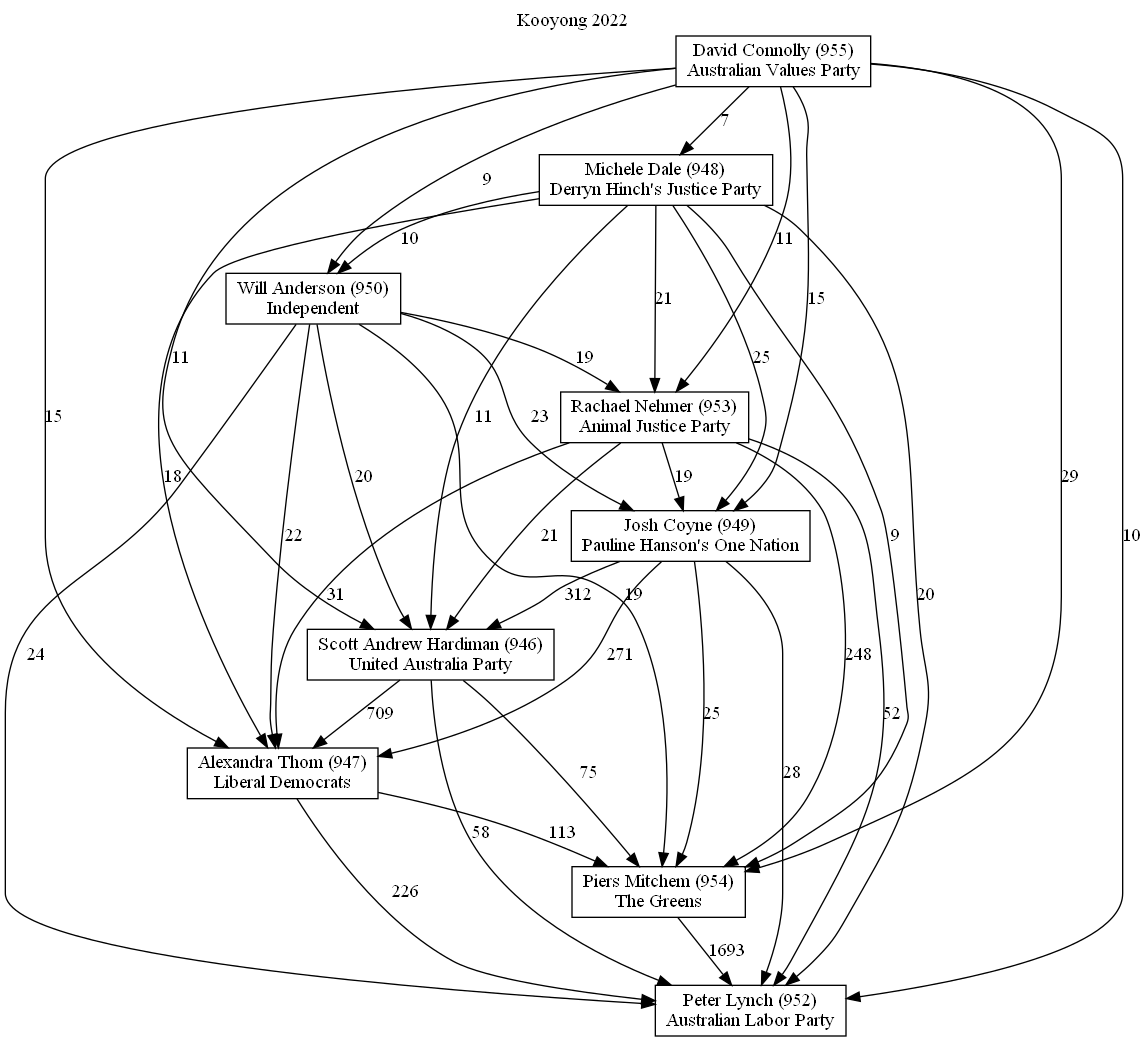 Kooyong 2022
David Connolly (955)
Australian Values Party
7
Michele Dale (948)
Derryn Hinch's Justice Party
9
10
11
Will Anderson (950)
Independent
21
15
11
19
25
15
11
23
Rachael Nehmer (953)
Animal Justice Party
18
20
19
29
Josh Coyne (949)
Pauline Hanson's One Nation
22
21
9
10
31
312
19
20
Scott Andrew Hardiman (946)
United Australia Party
24
271
248
709
25
52
Alexandra Thom (947)
Liberal Democrats
75
28
58
113
Piers Mitchem (954)
The Greens
226
1693
Peter Lynch (952)
Australian Labor Party